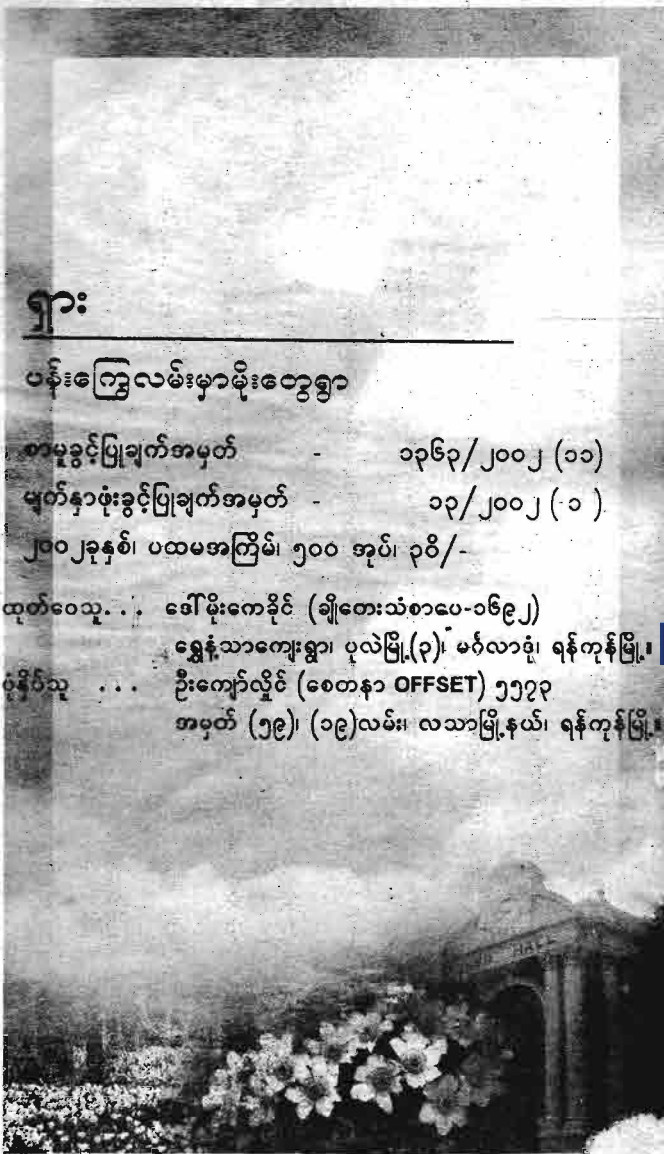 ရှား
ပန်းကြွေလမ်းမှာမိုးတွေရွာ
စာမူခွင့်ပြုချက်အမှတ် - ၁၃၆၃/၂၀၀၂ (၁၁)
မျက်နှာဖုံးခွင့်ပြုချက်အမှတ် - ၁၃/၂၀၀၂ (၁)
၂၀၀၂ခုနှစ်၊ ပထမအကြိမ်၊ ၅၀၀ အုပ်၊ ၃၀ိ/-
ထုတ်ဝေသူ... ဒေါ်မိုးကေခိုင် (ချိုတေးသံစာပေ-၁၆၉၂)
ရွှေနံ့သာကျေးရွာ၊ ပုလဲမြို့(၃)၊ မင်္ဂလာဒုံ၊ ရန်ကုန်မြို့။
ပုံနှိပ်သူ ... ဦးကျော်လှိုင် (စေတနာ OFFSET) ၅၅၇၃
အမှတ် (၅၉)၊ (၁၉)လမ်း၊ လသာမြို့နယ်၊ ရန်ကုန်မြို့။
HALL